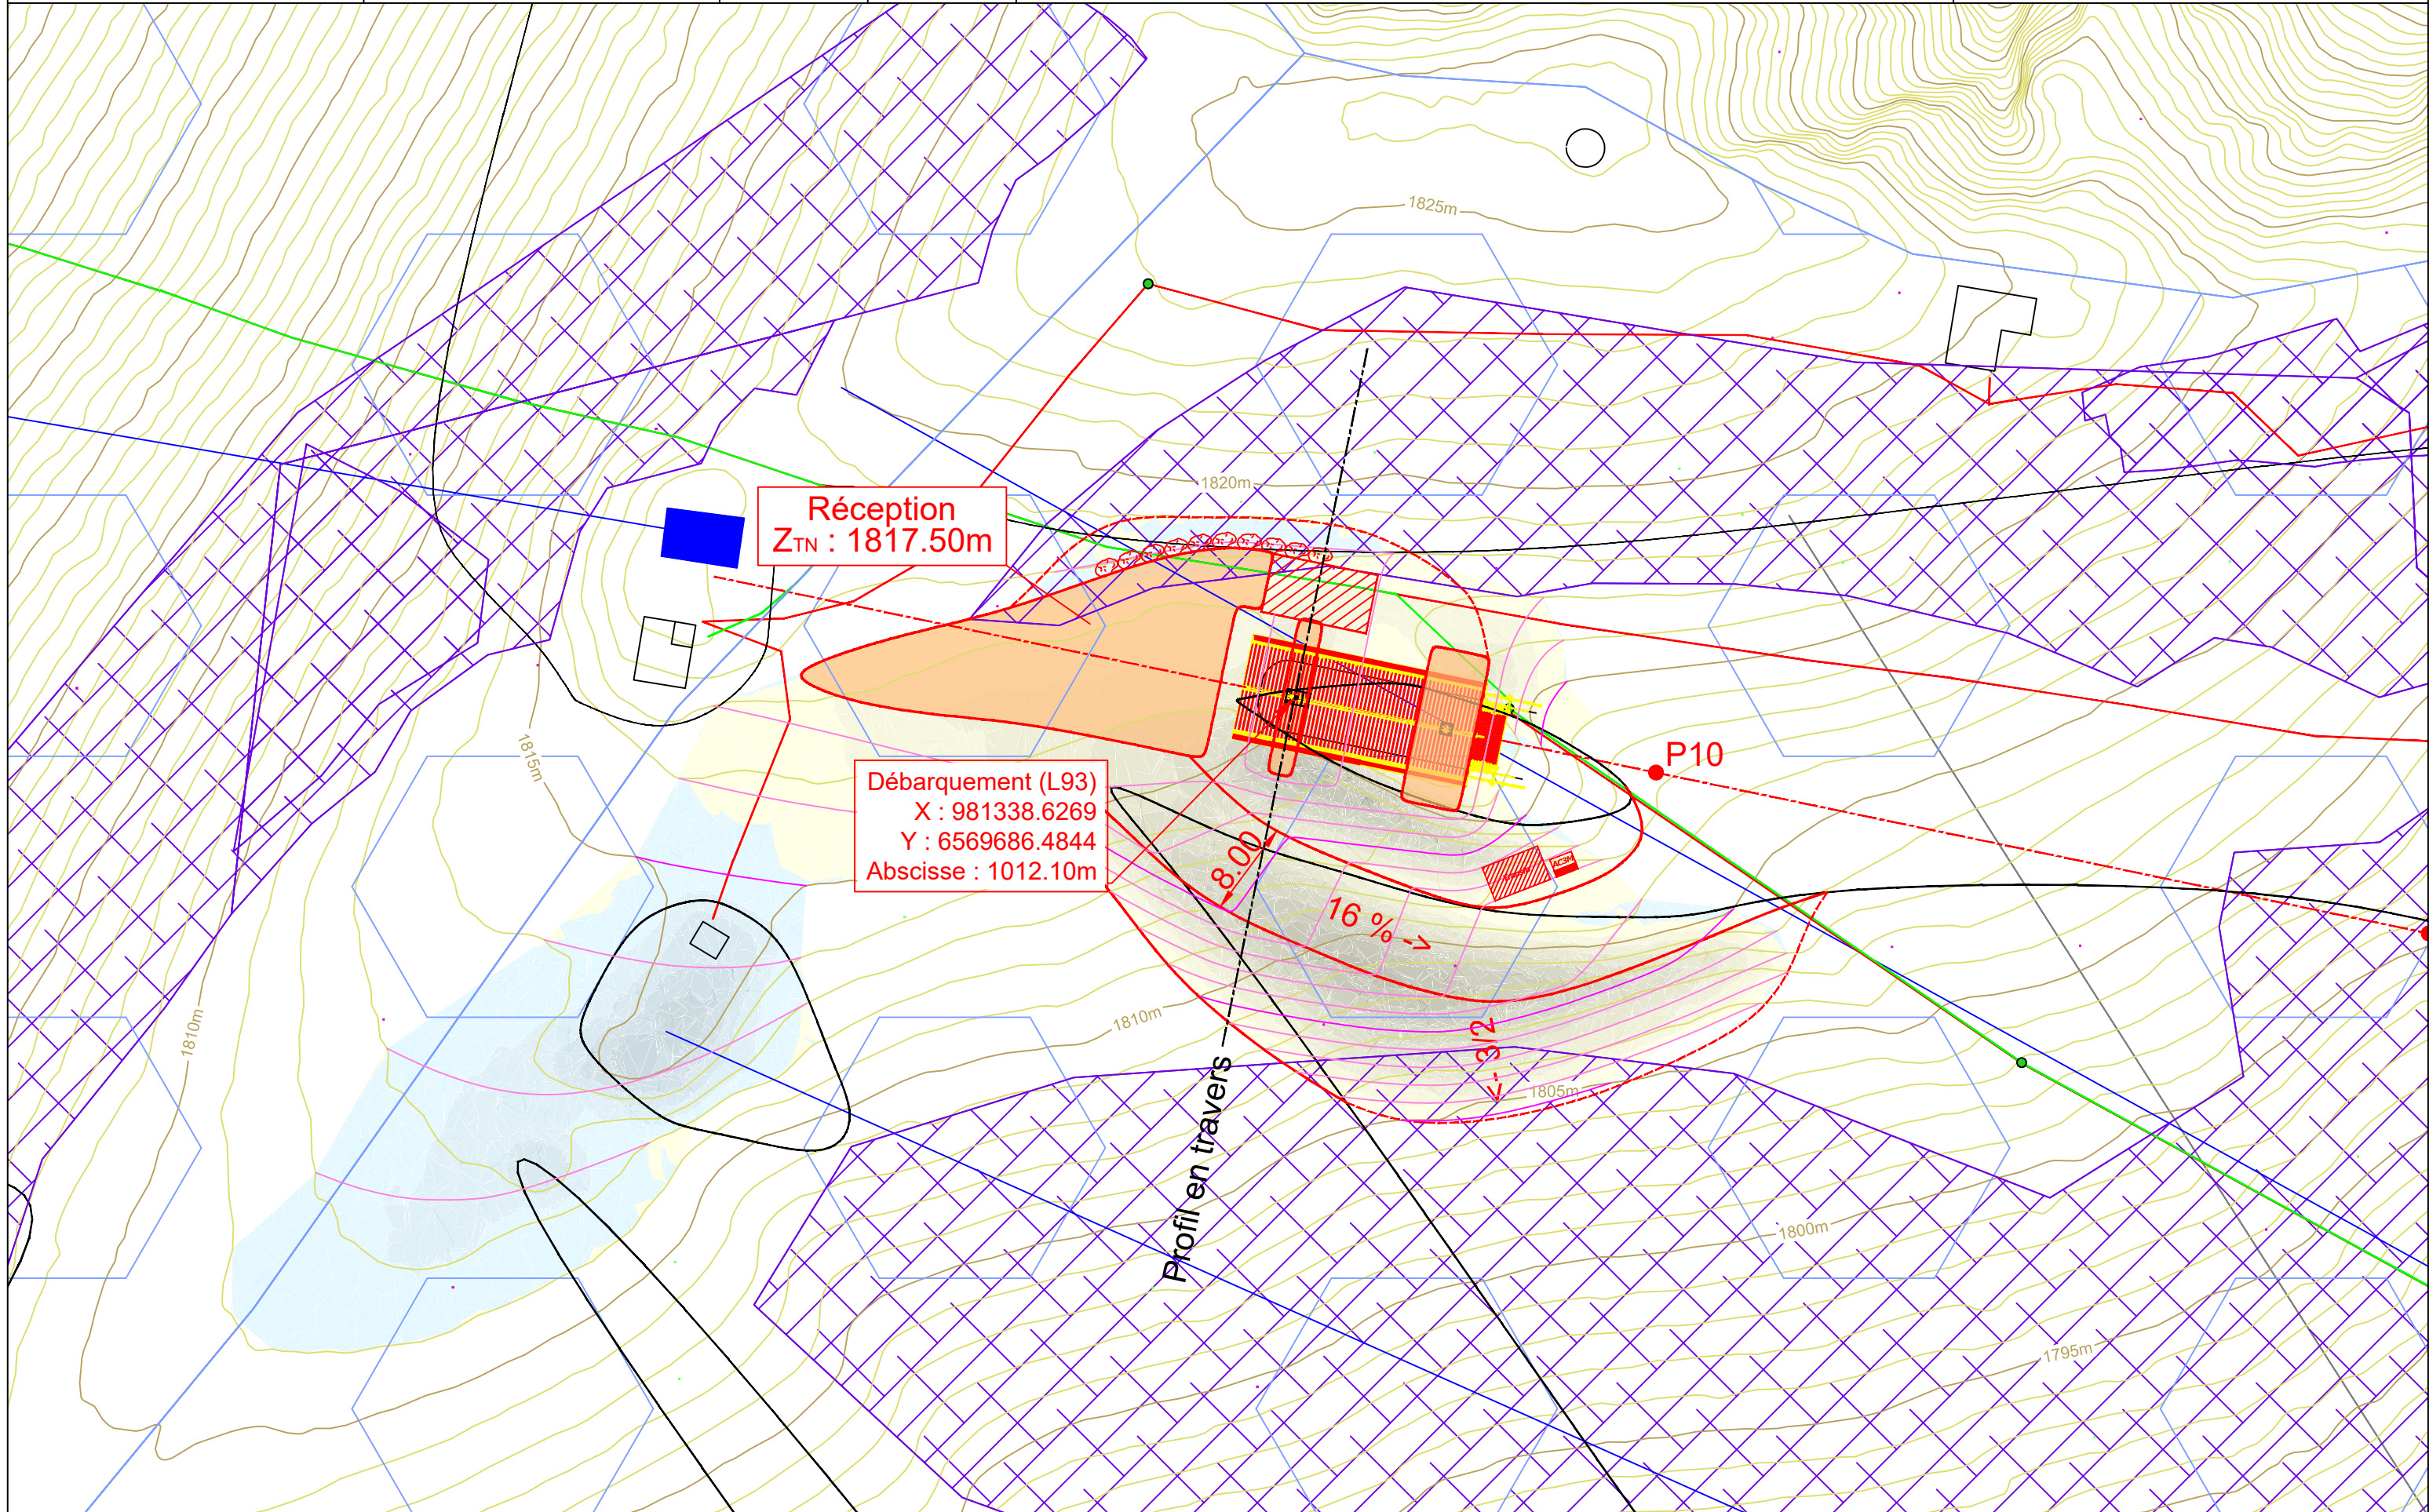 1825m
1820m
Réception
ZTN : 1817.50m
P10
1815m
Débarquement (L93)
X : 981338.6269
Y : 6569686.4844
Abscisse : 1012.10m
8.00
AC3M
16 % ->
1810m
1810m
<-- 3/2
1805m
Profil en travers
1800m
1795m